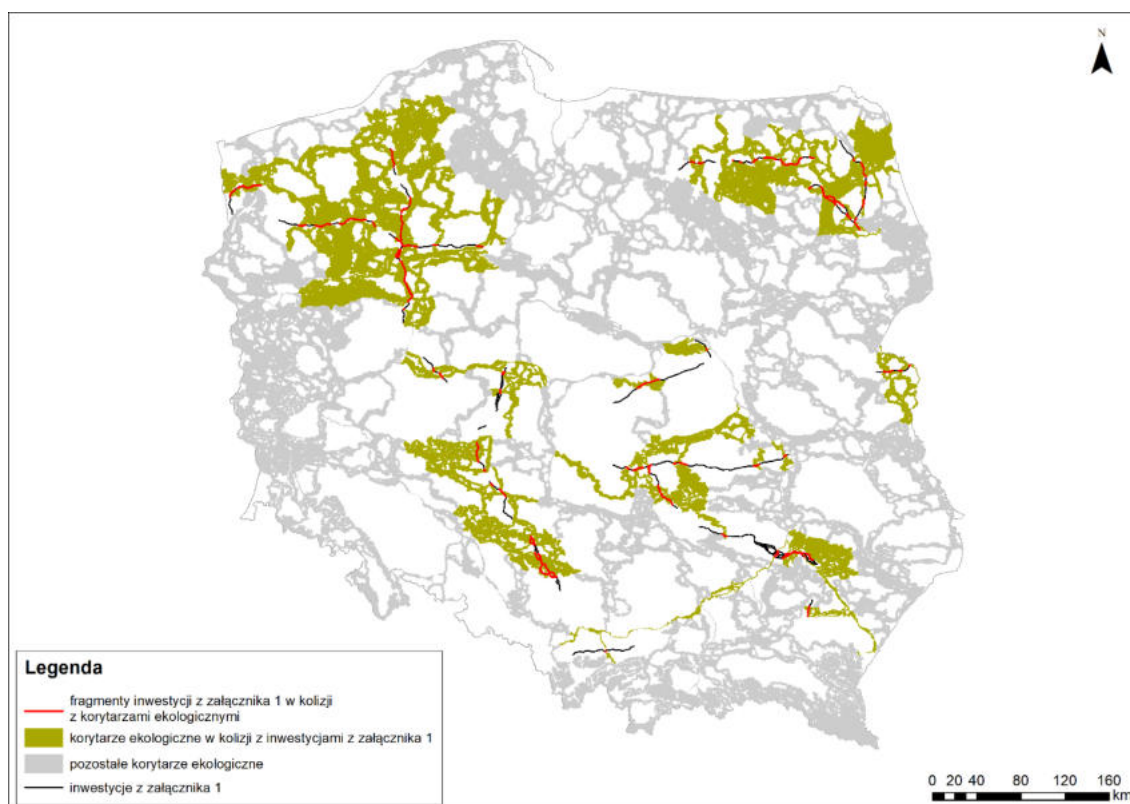 N
Legenda
fragmenty inwestycji z załącznika 1 w kolizji
z korytarzami ekologicznymi
korytarze ekologiczne w kolizji z inwestycjami z załącznika 1
pozostałe korytarze ekologiczne
inwestycje z załącznika 1
0 20 40 80 120 160
km